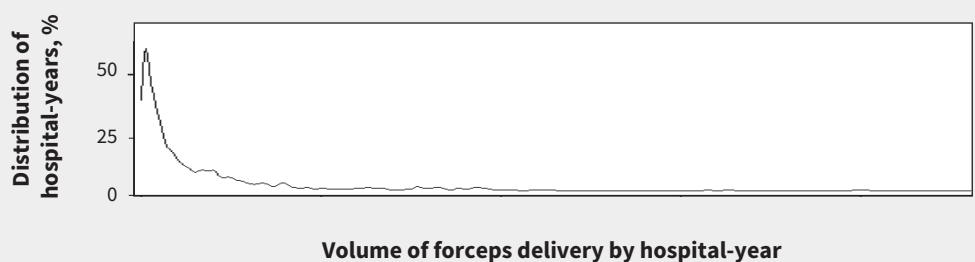 Distribution of
hospital-years, %
50
25
0
Volume of forceps delivery by hospital-year